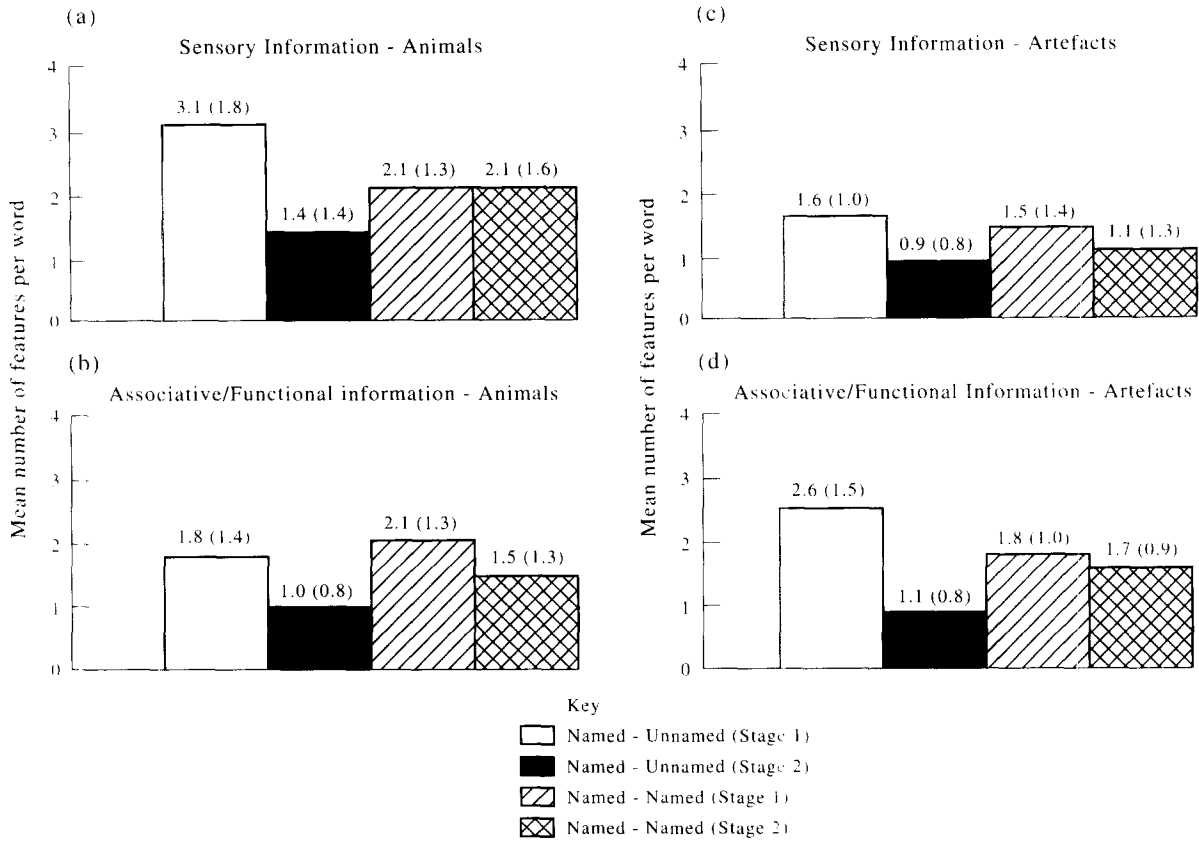 (a)
Sensory Information - Animals
Mean number of features per word
4
3
2
1
0
3.1 (1.8)
1.4 (1.4)
2.1 (1.3)
2.1 (1.6)
(b)
Associative/Functional information - Animals
4
3
2
1
0
1.8 (1.4)
1.0 (0.8)
2.1 (1.3)
1.5 (1.3)
(c)
Sensory Information - Artefacts
Mean number of features per word
4
3
2
1
0
1.6 (1.0)
0.9 (0.8)
1.5 (1.4)
1.1 (1.3)
(d)
Associative/Functional Information - Artefacts
4
3
2
1
0
2.6 (1.5)
1.1 (0.8)
1.8 (1.0)
1.7 (0.9)
Key
Named - Unnamed (Stage 1)
Named - Unnamed (Stage 2)
Named - Named (Stage 1)
Named - Named (Stage 2)